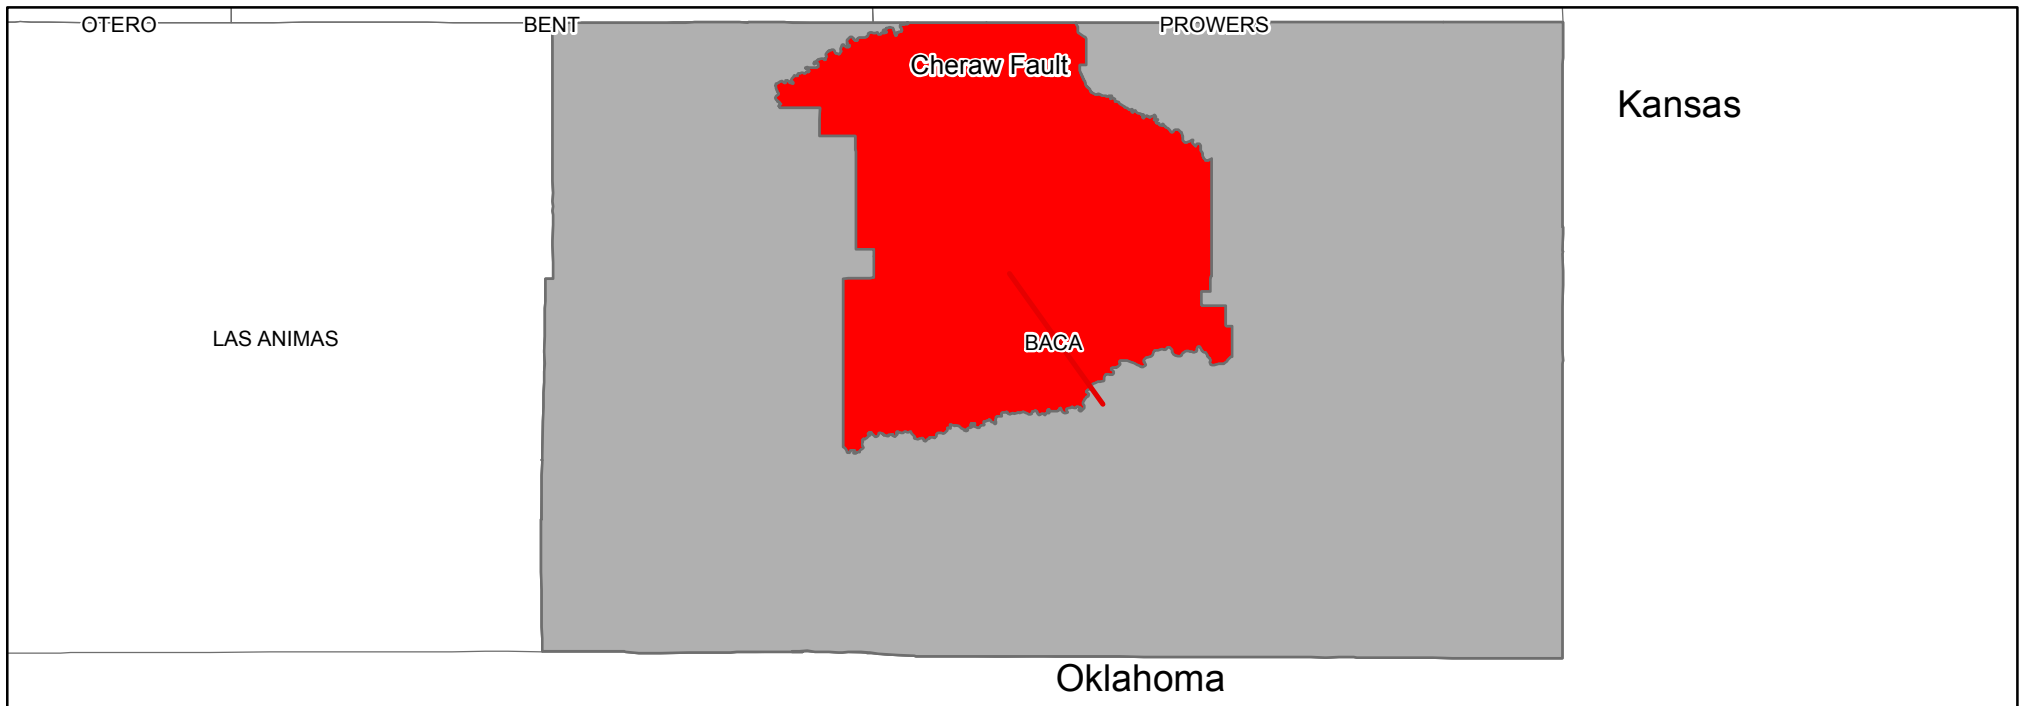 OTERO
BENT
PROWERS
Cheraw Fault
Kansas
LAS ANIMAS
BACA
Oklahoma